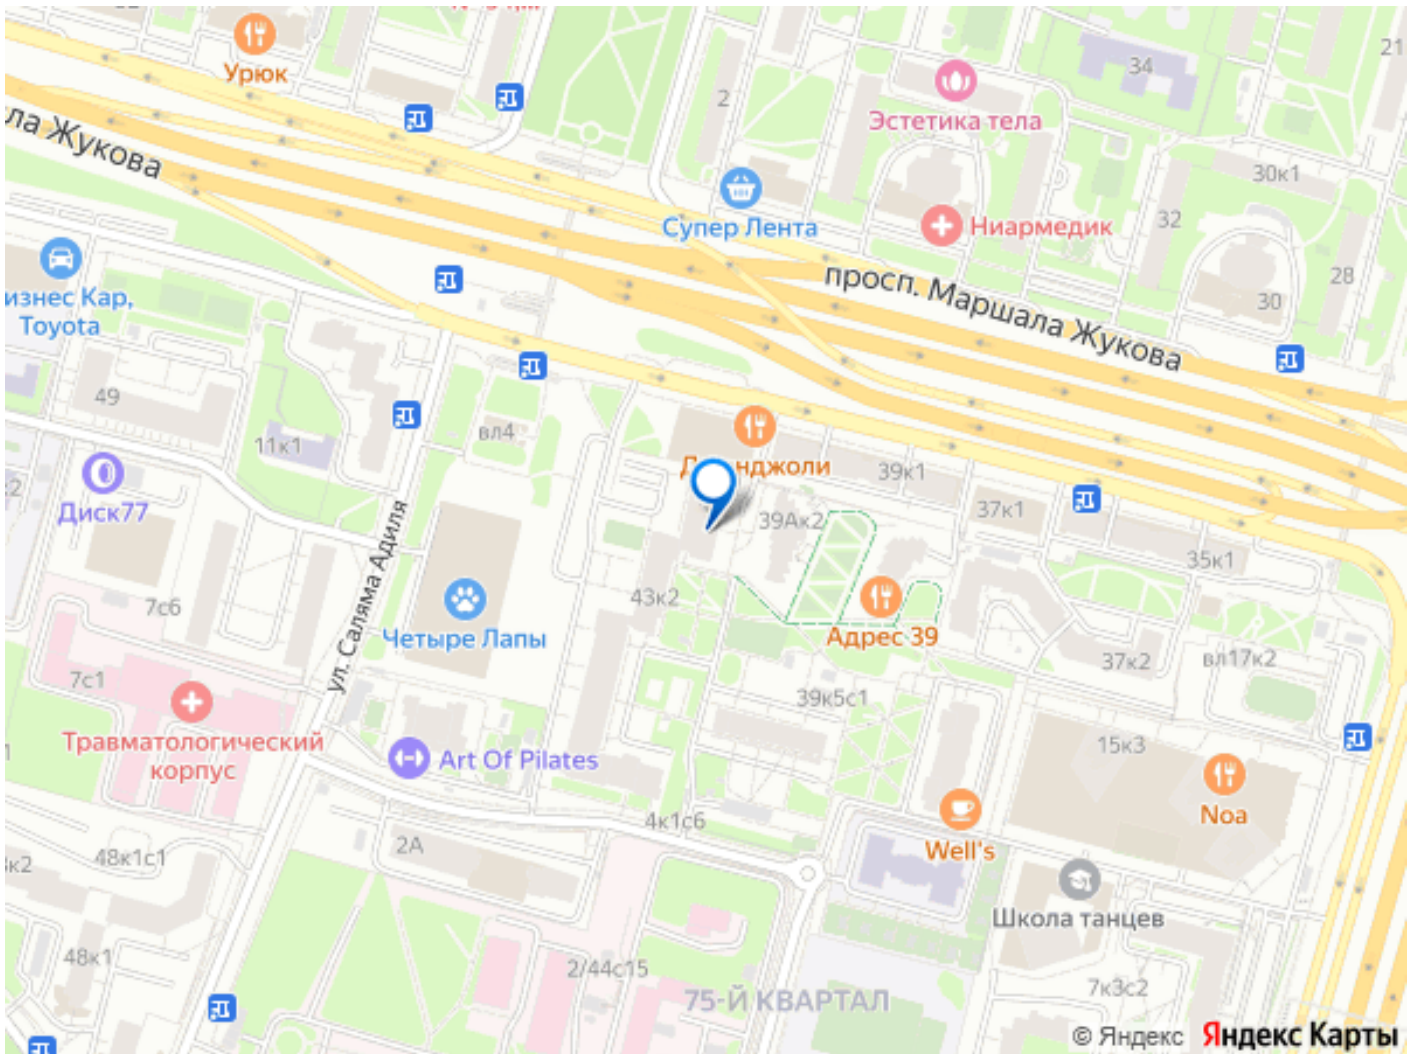 Урюк
2
34
21
Эстетика тела
ла Жукова
30к1
Супер Лента
Ниармедик
32
28
изнес Кар,
Toyota
просп. Маршала Жукова
30
49
11к1
вл4
нджоли
39к1
Диск77
39Ак2
37к1
35к1
ул. Саляма Адиля
7с6
43к2
Четыре Лапы
Адрес 39
37к2
вл17к2
7с1
39к5с1
Травматологический
корпус
Art Of Pilates
15к3
Noa
4к1с6
2А
Well's
48к1с1
к2
Школа танцев
48к1
2/44с15
75-Й КВАРТАЛ
7к3с2
© Яндекс Яндекс Карты